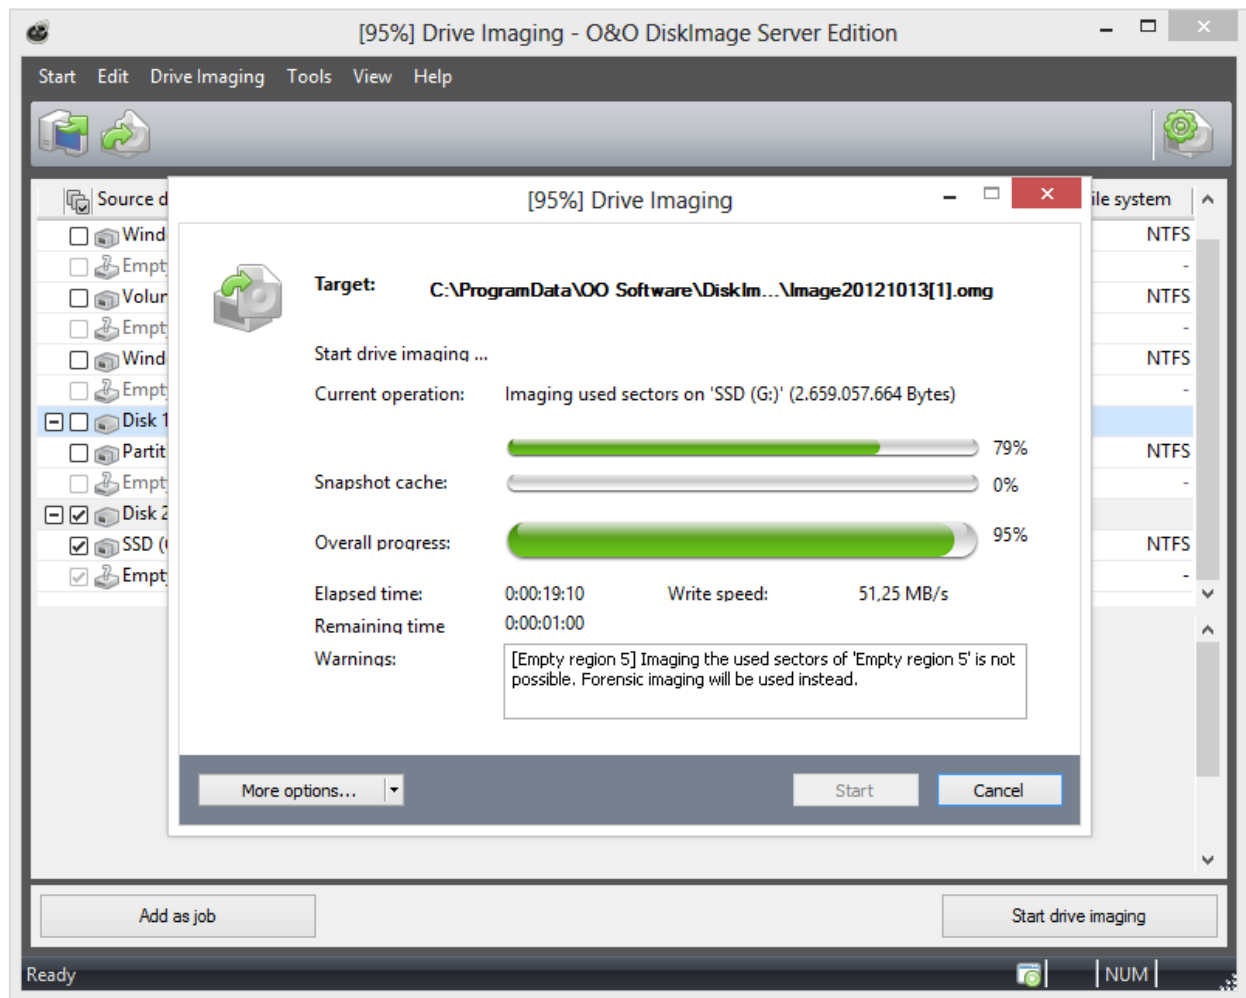 [95%] Drive Imaging - O&O DiskImage Server Edition
Start Edit Drive Imaging Tools View Help
Source d
ile system
Wind
NTFS
Empt
-
Volur
NTFS
Empt
-
Wind
NTFS
Empt
-
Disk 1
Partit
NTFS
Empt
-
Disk 2
SSD (
NTFS
Empt
-
[95%] Drive Imaging
Target: C:\ProgramData\OO Software\DiskIm...\Image20121013[1].omg
Start drive imaging ...
Current operation: Imaging used sectors on 'SSD (G:)' (2.659.057.664 Bytes)
79%
Snapshot cache: 0%
Overall progress: 95%
Elapsed time: 0:00:19:10 Write speed: 51,25 MB/s
Remaining time 0:00:01:00
Warnings: [Empty region 5] Imaging the used sectors of 'Empty region 5' is not
possible. Forensic imaging will be used instead.
More options... Start Cancel
Add as job Start drive imaging
Ready NUM